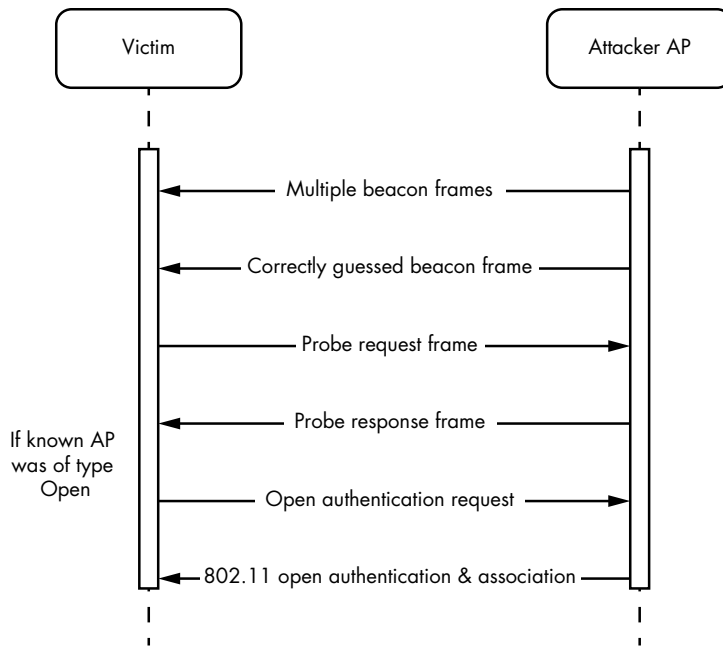 Victim
Attacker AP
Multiple beacon frames
Correctly guessed beacon frame
Probe request frame
Probe response frame
If known AP
was of type
Open
Open authentication request
802.11 open authentication & association